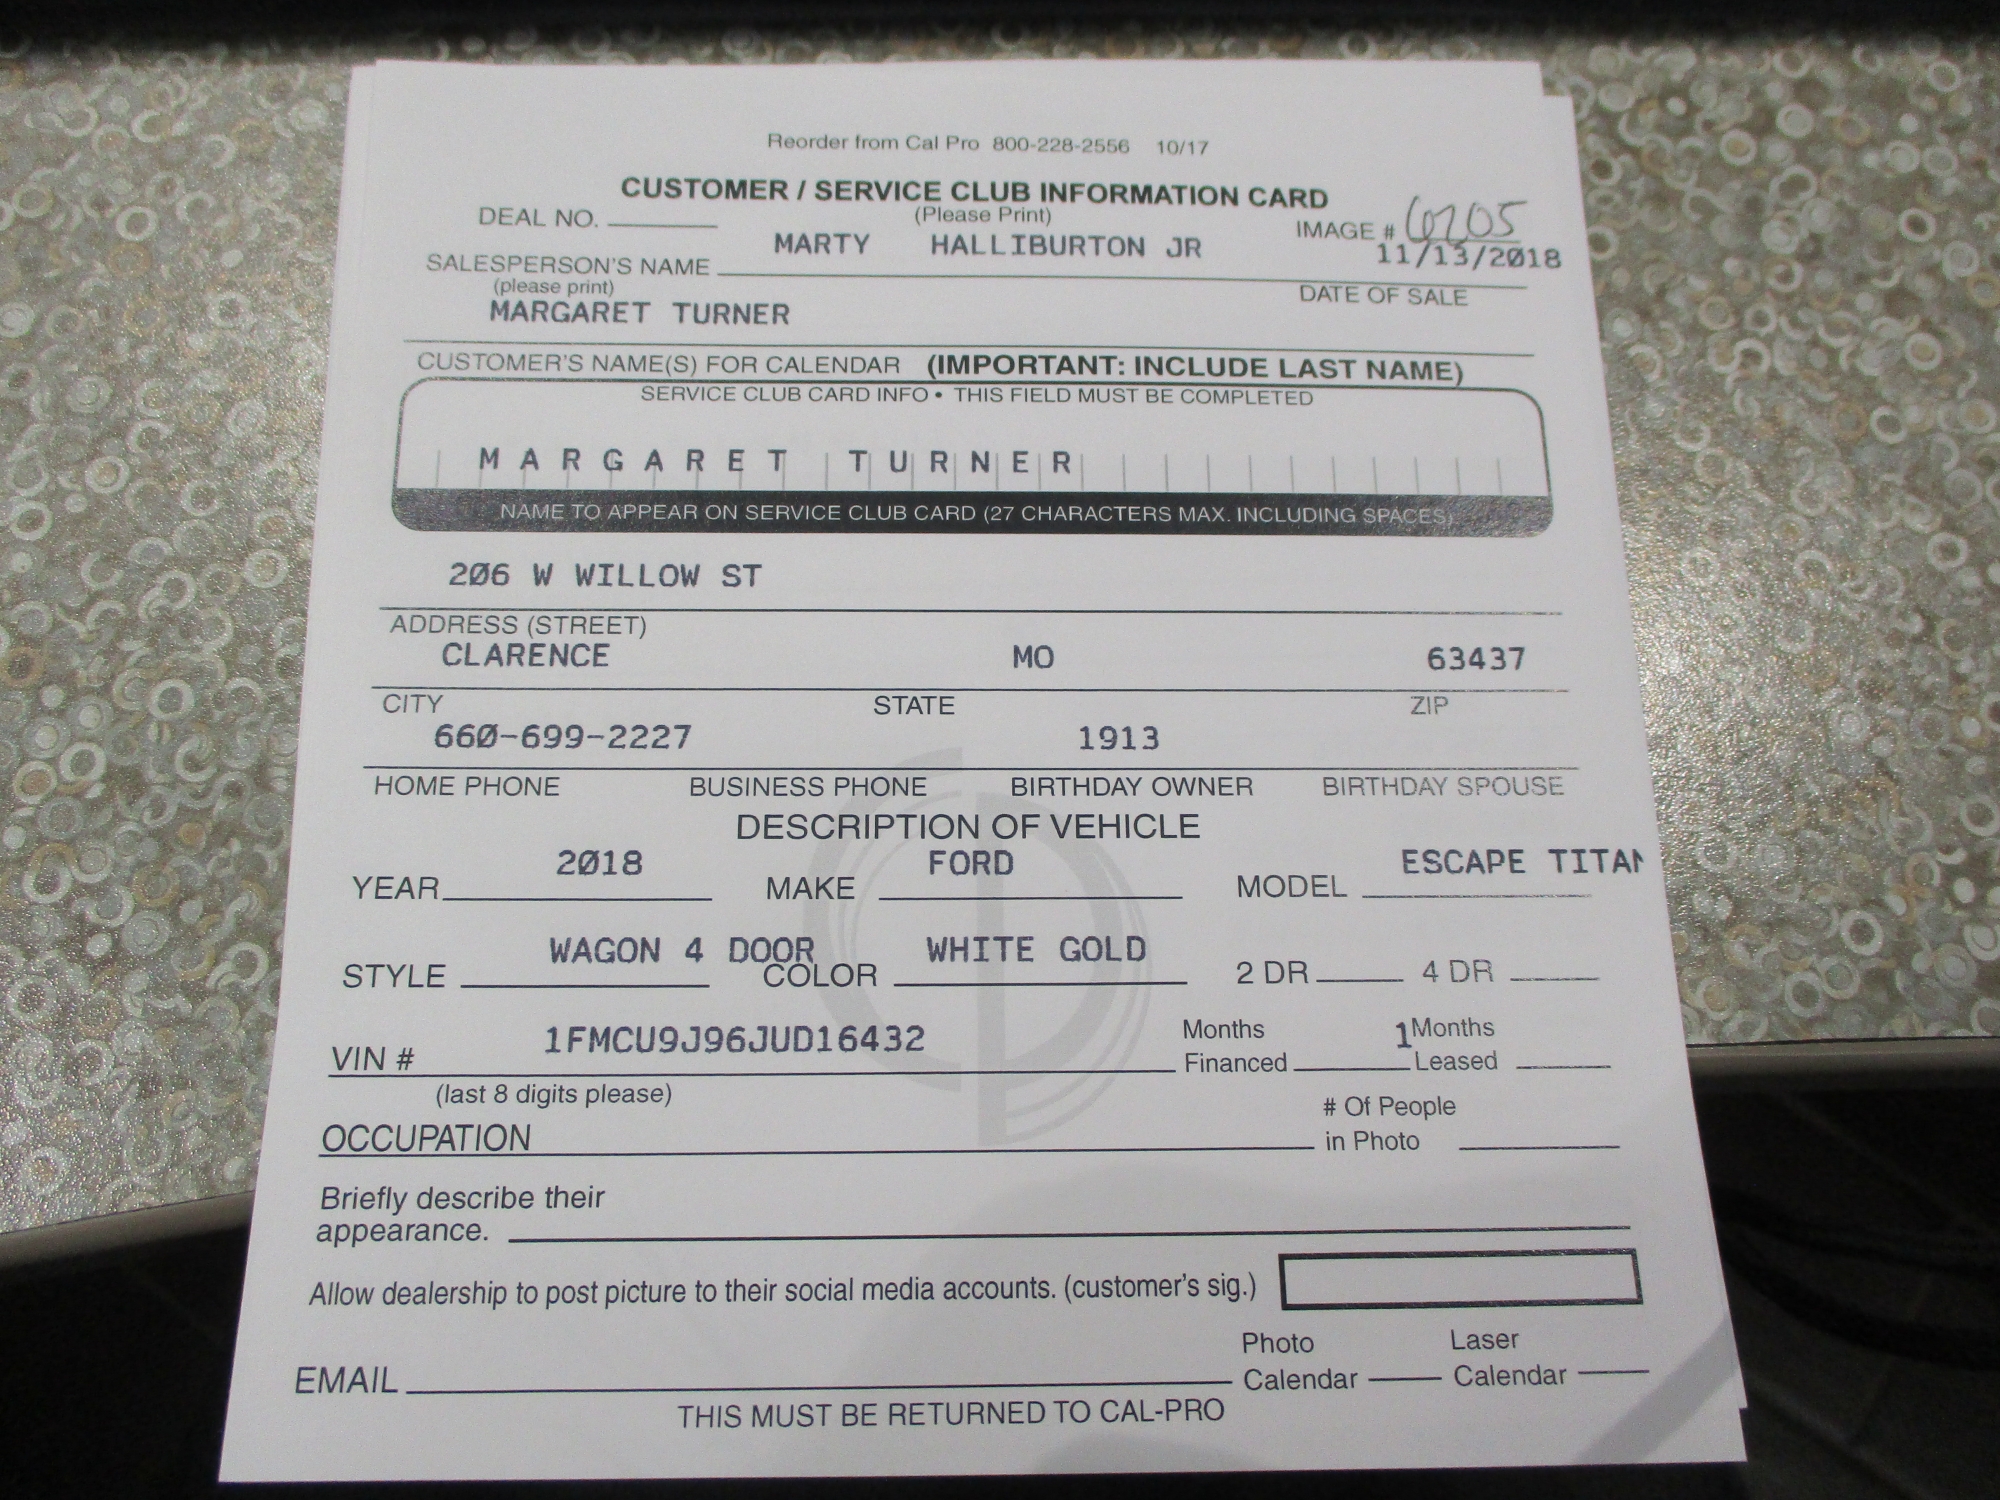 Reorder from Cal Pro 800-228-2556 10/17
CUSTOMER / SERVICE CLUB INFORMATION CARD
DEAL NO. (Please Print) IMAGE # 6205
MARTY HALLIBURTON JR 11/13/2018
SALESPERSON'S NAME
(please print) DATE OF SALE
MARGARET TURNER
CUSTOMER'S NAME(S) FOR CALENDAR (IMPORTANT: INCLUDE LAST NAME)
SERVICE CLUB CARD INFO • THIS FIELD MUST BE COMPLETED
MARGARET TURNER
NAME TO APPEAR ON SERVICE CLUB CARD (27 CHARACTERS MAX. INCLUDING SPACES)
206 W WILLOW ST
ADDRESS (STREET)
CLARENCE MO 63437
CITY STATE ZIP
660-699-2227 1913
HOME PHONE BUSINESS PHONE BIRTHDAY OWNER BIRTHDAY SPOUSE
DESCRIPTION OF VEHICLE
2018 FORD ESCAPE TITAN
YEAR MAKE MODEL
WAGON 4 DOOR WHITE GOLD
STYLE COLOR 2 DR 4 DR
1FMCU9J96JUD16432 Months 1 Months
VIN # Financed Leased
(last 8 digits please)
# Of People
OCCUPATION in Photo
Briefly describe their
appearance.
Allow dealership to post picture to their social media accounts. (customer's sig.)
Photo Laser
EMAIL Calendar Calendar
THIS MUST BE RETURNED TO CAL-PRO